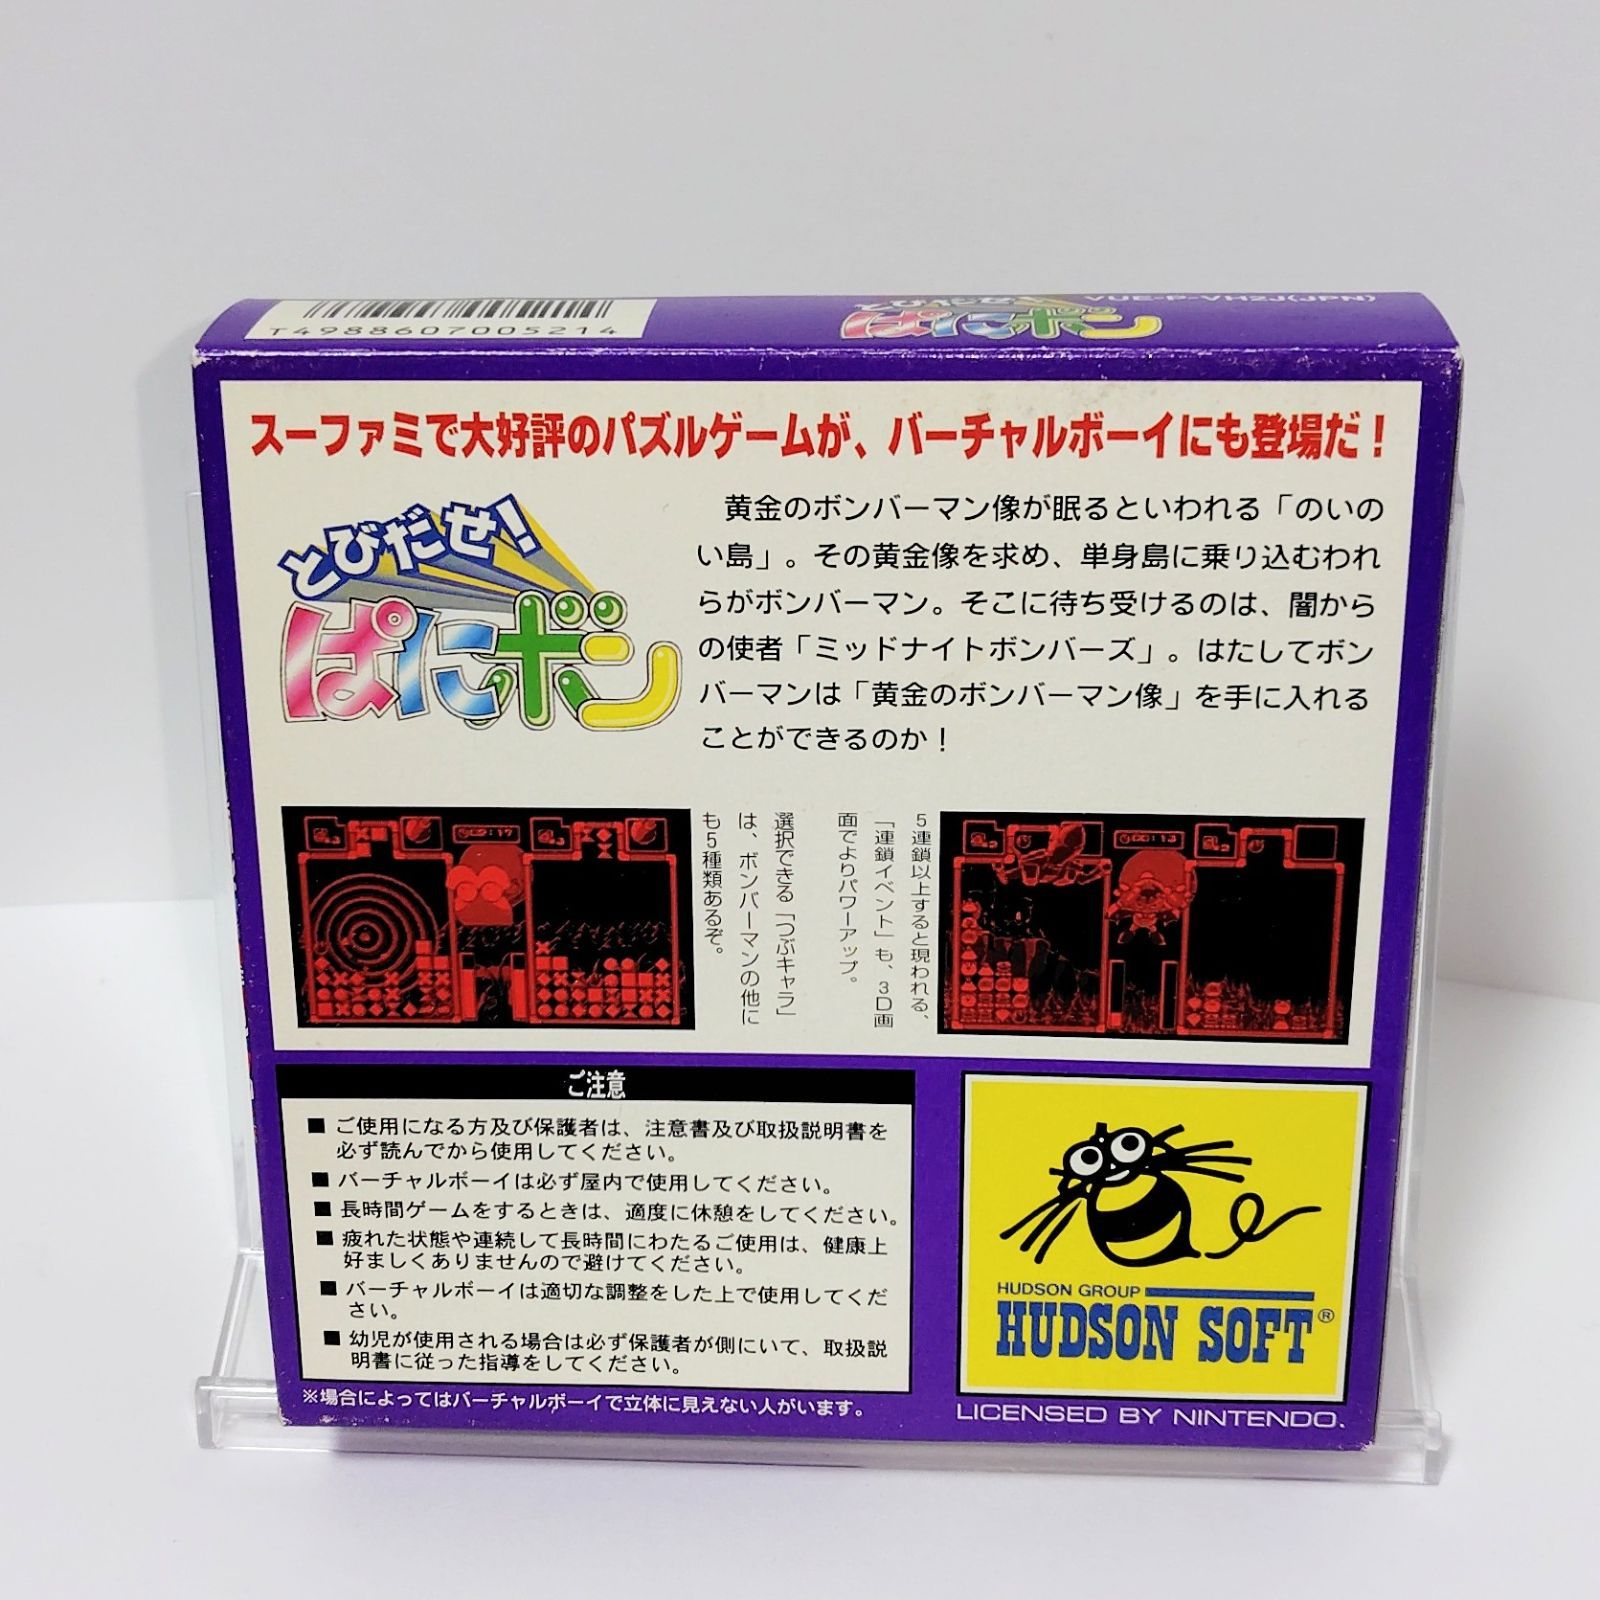 T4988607005214
VUE-P-VH2J(JPN)
とびだせ!
ぱにボン
スーファミで大好評のパズルゲームが、バーチャルボーイにも登場だ！
とびだせ!
ぱにボン
黄金のボンバーマン像が眠るといわれる「のいの
い島」。その黄金像を求め、単身島に乗り込むわれ
らがボンバーマン。そこに待ち受けるのは、闇から
の使者「ミッドナイトボンバーズ」。はたしてボン
バーマンは「黄金のボンバーマン像」を手に入れる
ことができるのか！
5連鎖以上すると現われる、
「連鎖イベント」も、3D画
面でよりパワーアップ。
選択できる「つぶキャラ」
は、ボンバーマンの他に
も5種類あるぞ。
ご注意
■ ご使用になる方及び保護者は、注意書及び取扱説明書を
必ず読んでから使用してください。
■ バーチャルボーイは必ず屋内で使用してください。
■ 長時間ゲームをするときは、適度に休憩をしてください。
■ 疲れた状態や連続して長時間にわたるご使用は、健康上
好ましくありませんので避けてください。
■ バーチャルボーイは適切な調整をした上で使用してくだ
さい。
■ 幼児が使用される場合は必ず保護者が側にいて、取扱説
明書に従った指導をしてください。
※場合によってはバーチャルボーイで立体に見えない人がいます。
HUDSON GROUP
HUDSON SOFT®
LICENSED BY NINTENDO.